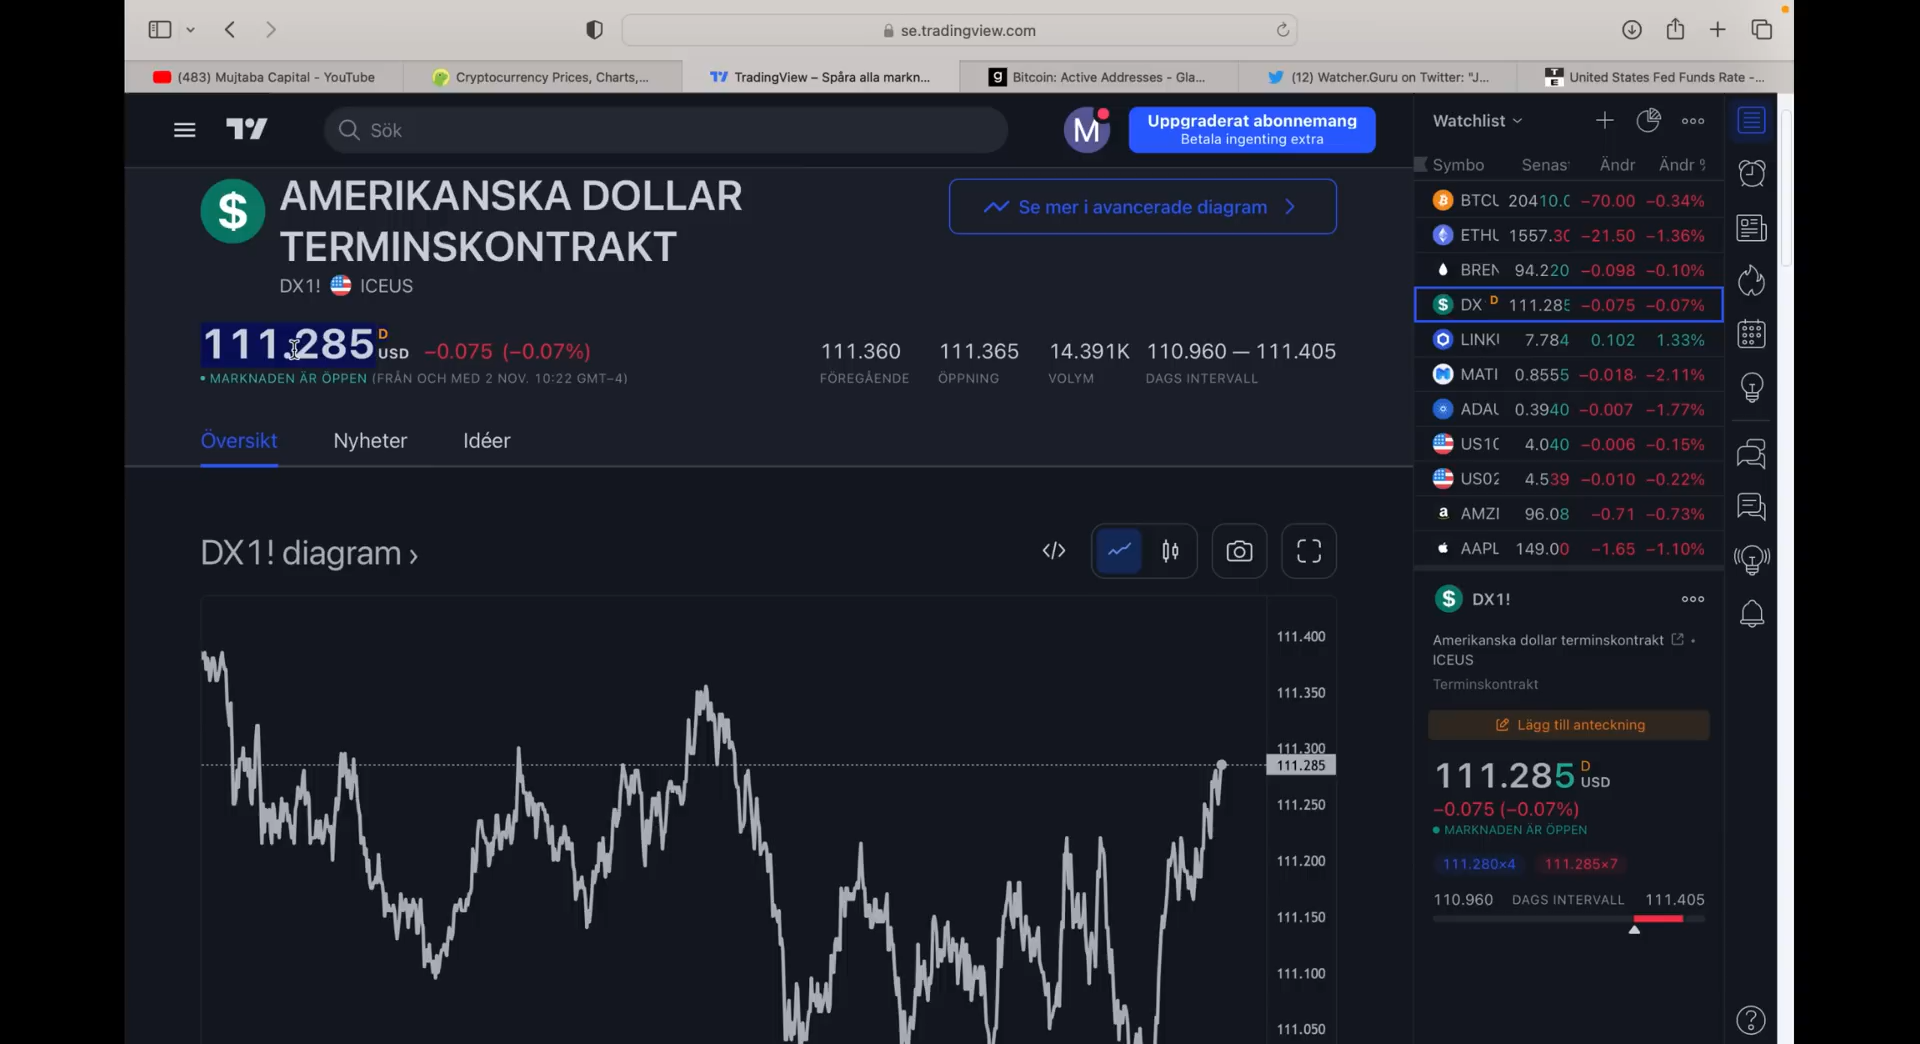 se.tradingview.com
(483) Mujtaba Capital - YouTube
Cryptocurrency Prices, Charts,...
TradingView – Spåra alla markn...
Bitcoin: Active Addresses - Gla...
(12) Watcher.Guru on Twitter: "J...
United States Fed Funds Rate -...
Sök
M
Uppgraderat abonnemang
Betala ingenting extra
AMERIKANSKA DOLLAR
TERMINSKONTRAKT
DX1! ICEUS
Se mer i avancerade diagram
111.285 D USD −0.075 (−0.07%)
MARKNADEN ÄR ÖPPEN (FRÅN OCH MED 2 NOV. 10:22 GMT−4)
111.360 111.365 14.391K 110.960 — 111.405
FÖREGÅENDE ÖPPNING VOLYM DAGS INTERVALL
Översikt Nyheter Idéer
DX1! diagram ›
111.400
111.350
111.300
111.285
111.250
111.200
111.150
111.100
111.050
Watchlist
Symbo Senas Ändr Ändr %
BTCU 20410.0 −70.00 −0.34%
ETHU 1557.30 −21.50 −1.36%
BREN 94.220 −0.098 −0.10%
DX D 111.285 −0.075 −0.07%
LINKU 7.784 0.102 1.33%
MATI 0.8555 −0.018 −2.11%
ADAU 0.3940 −0.007 −1.77%
US10 4.040 −0.006 −0.15%
US02 4.539 −0.010 −0.22%
AMZN 96.08 −0.71 −0.73%
AAPL 149.00 −1.65 −1.10%
DX1!
Amerikanska dollar terminskontrakt
ICEUS
Terminskontrakt
Lägg till anteckning
111.285 D USD
−0.075 (−0.07%)
MARKNADEN ÄR ÖPPEN
111.280×4 111.285×7
110.960 DAGS INTERVALL 111.405